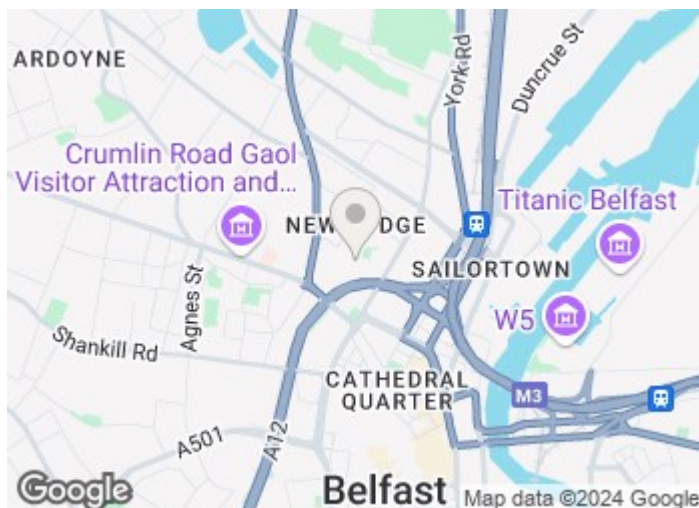 ARDOYNE
York Rd
Duncrue St
Crumlin Road Gaol
Visitor Attraction and...
Titanic Belfast
NEW
DGE
SAILORTOWN
Agnes St
W5
Shankill Rd
CATHEDRAL
QUARTER
M3
A501
A12
Belfast
Google
Map data ©2024 Google